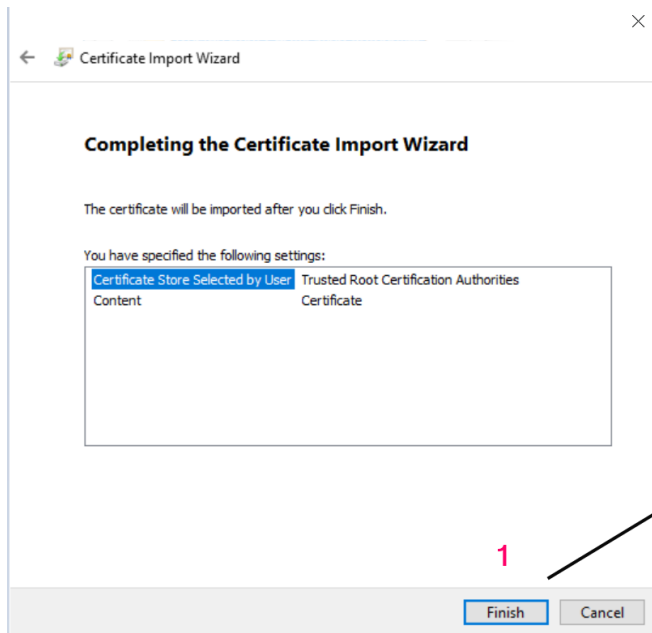 Certificate Import Wizard
Completing the Certificate Import Wizard
The certificate will be imported after you click Finish.
You have specified the following settings:
Certificate Store Selected by User Trusted Root Certification Authorities
Content Certificate
1
Finish Cancel